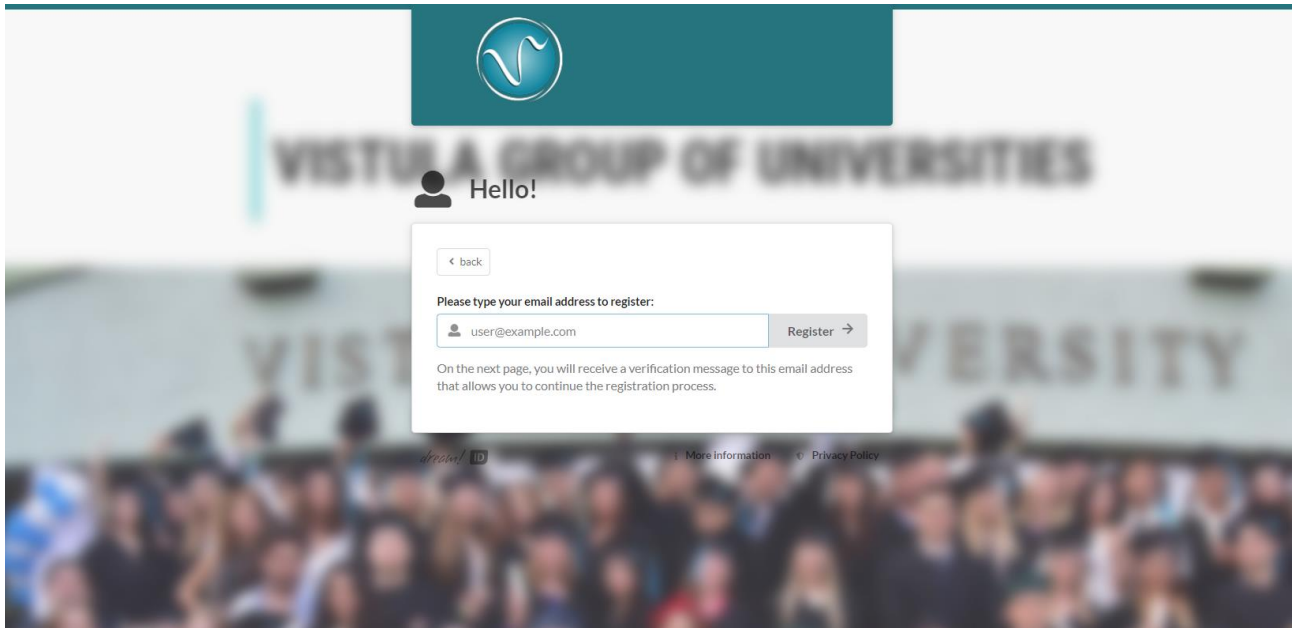 VISTULA GROUP OF UNIVERSITIES
Hello!
back
Please type your email address to register:
user@example.com
Register
On the next page, you will receive a verification message to this email address
that allows you to continue the registration process.
dream! ID
More information
Privacy Policy
VERSITY